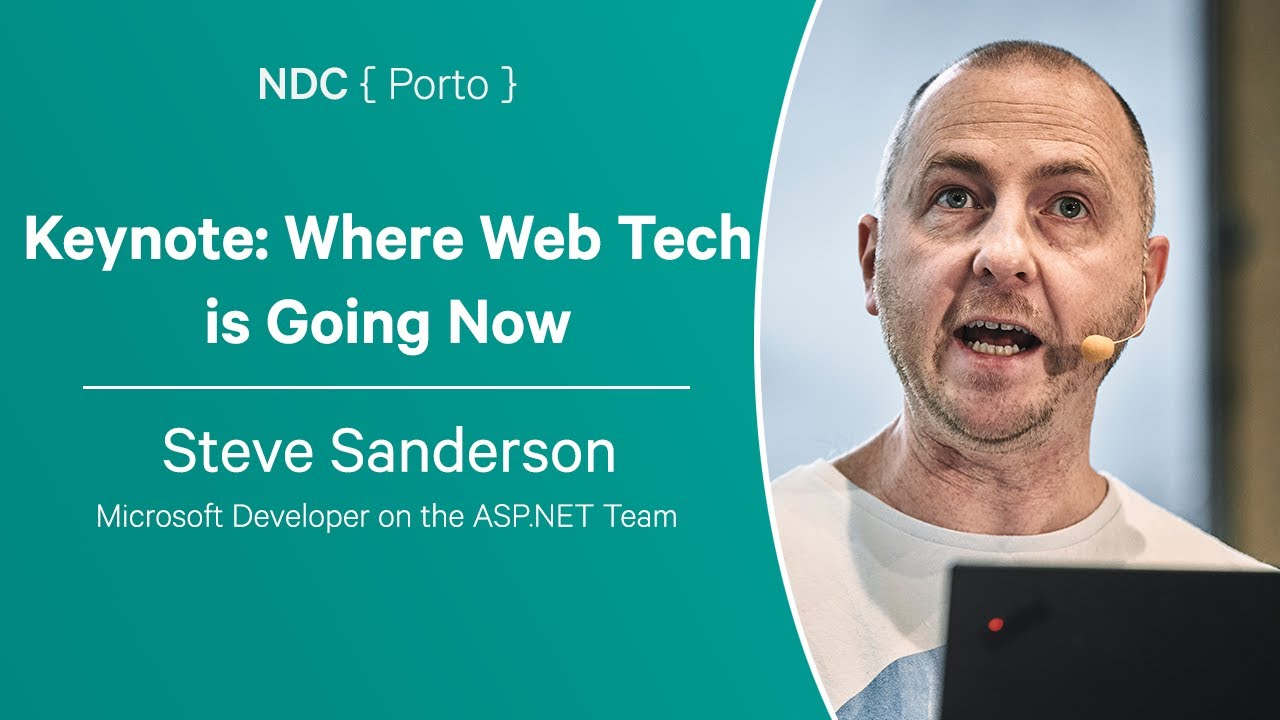 NDC { Porto }
Keynote: Where Web Tech
is Going Now
Steve Sanderson
Microsoft Developer on the ASP.NET Team